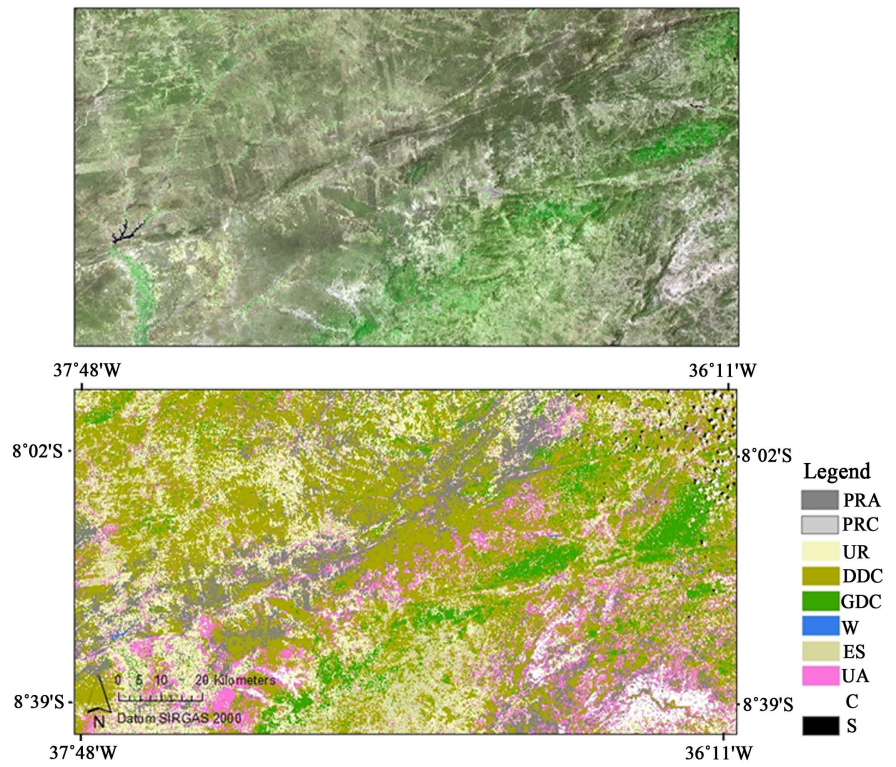 37°48'W 36°11'W
8°02'S 8°02'S
Legend
PRA
PRC
UR
DDC
GDC
W
ES
UA
C
S
0 5 10 20 Kilometers
N
Datum SIRGAS 2000
8°39'S 8°39'S
37°48'W 36°11'W